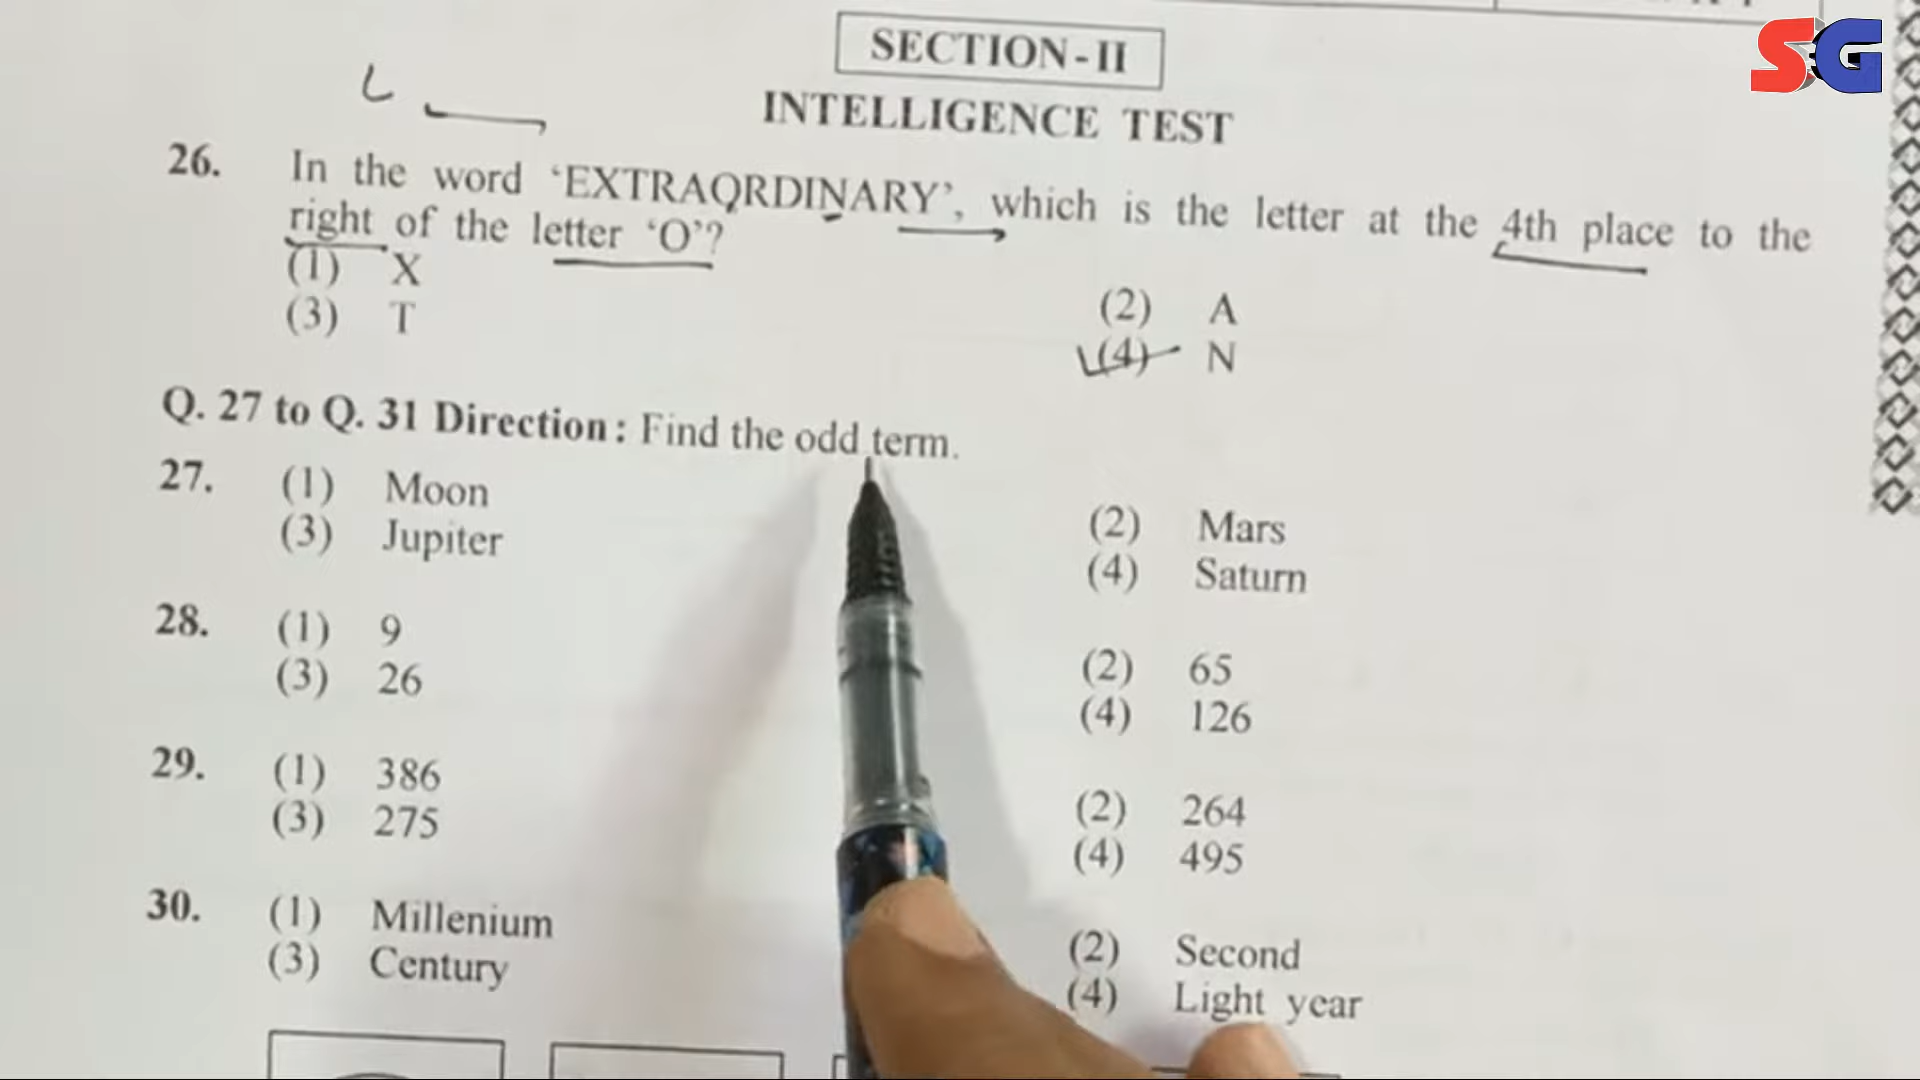 SG
SECTION-II
INTELLIGENCE TEST
26. In the word ‘EXTRAORDINARY’, which is the letter at the 4th place to the
right of the letter ‘O’?
(1) X (2) A
(3) T (4) N
Q. 27 to Q. 31 Direction: Find the odd term.
27. (1) Moon (2) Mars
(3) Jupiter (4) Saturn
28. (1) 9 (2) 65
(3) 26 (4) 126
29. (1) 386 (2) 264
(3) 275 (4) 495
30. (1) Millenium (2) Second
(3) Century (4) Light year